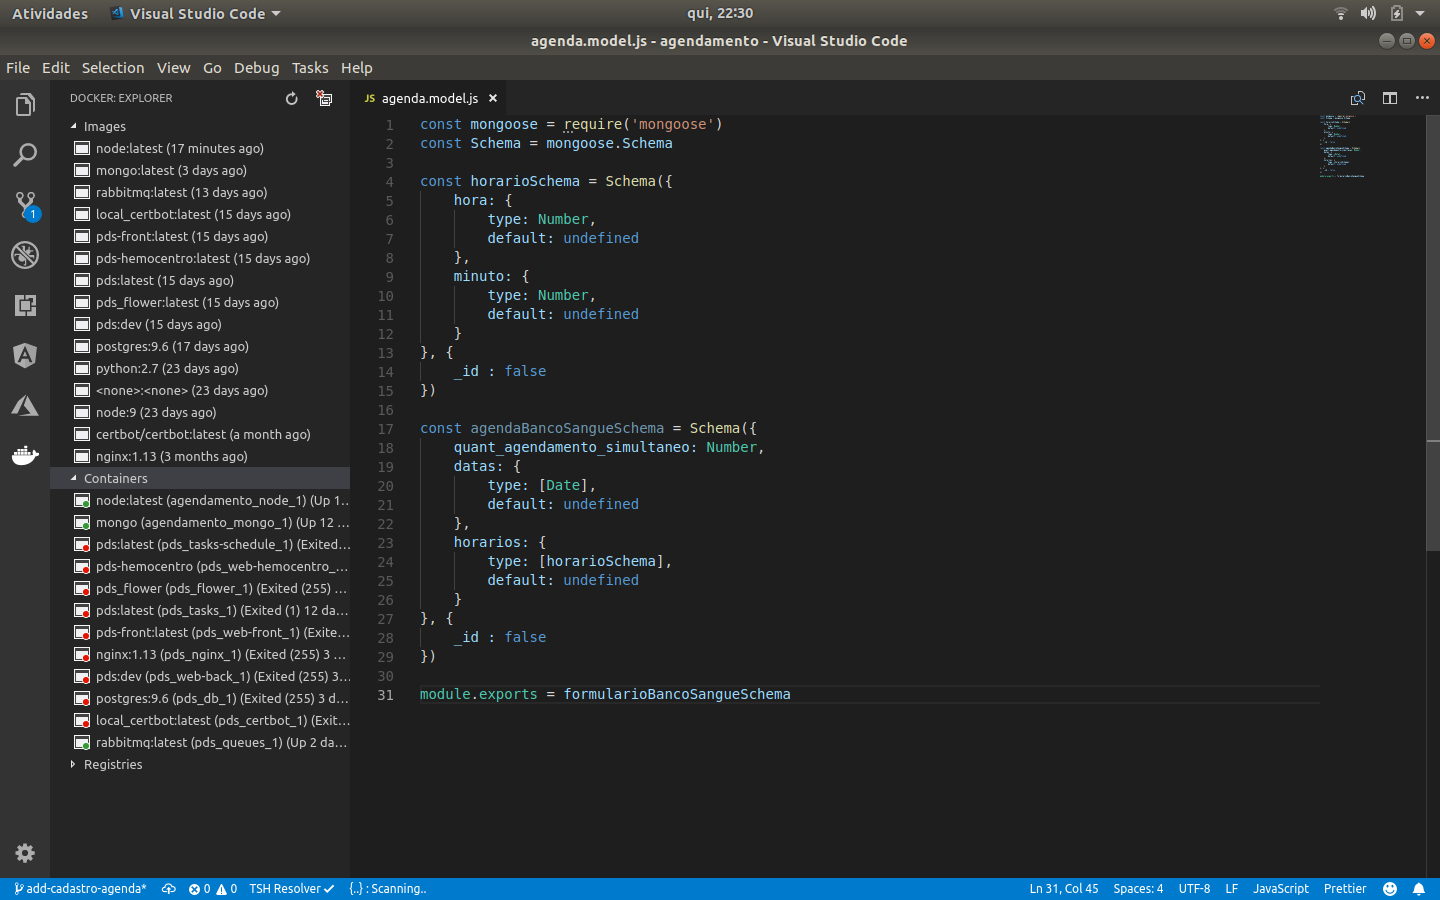 Atividades Visual Studio Code qui, 22:30
agenda.model.js - agendamento - Visual Studio Code
File Edit Selection View Go Debug Tasks Help
DOCKER: EXPLORER
Images
node:latest (17 minutes ago)
mongo:latest (3 days ago)
rabbitmq:latest (13 days ago)
local_certbot:latest (15 days ago)
pds-front:latest (15 days ago)
pds-hemocentro:latest (15 days ago)
pds:latest (15 days ago)
pds_flower:latest (15 days ago)
pds:dev (15 days ago)
postgres:9.6 (17 days ago)
python:2.7 (23 days ago)
<none>:<none> (23 days ago)
node:9 (23 days ago)
certbot/certbot:latest (a month ago)
nginx:1.13 (3 months ago)
Containers
node:latest (agendamento_node_1) (Up 1...
mongo (agendamento_mongo_1) (Up 12 ...
pds:latest (pds_tasks-schedule_1) (Exited...
pds-hemocentro (pds_web-hemocentro_...
pds_flower (pds_flower_1) (Exited (255) ...
pds:latest (pds_tasks_1) (Exited (1) 12 da...
pds-front:latest (pds_web-front_1) (Exite...
nginx:1.13 (pds_nginx_1) (Exited (255) 3 ...
pds:dev (pds_web-back_1) (Exited (255) 3...
postgres:9.6 (pds_db_1) (Exited (255) 3 d...
local_certbot:latest (pds_certbot_1) (Exit...
rabbitmq:latest (pds_queues_1) (Up 2 da...
Registries
1
JS agenda.model.js
1 const mongoose = require('mongoose')
2 const Schema = mongoose.Schema
3
4 const horarioSchema = Schema({
5 hora: {
6 type: Number,
7 default: undefined
8 },
9 minuto: {
10 type: Number,
11 default: undefined
12 }
13 }, {
14 _id : false
15 })
16
17 const agendaBancoSangueSchema = Schema({
18 quant_agendamento_simultaneo: Number,
19 datas: {
20 type: [Date],
21 default: undefined
22 },
23 horarios: {
24 type: [horarioSchema],
25 default: undefined
26 }
27 }, {
28 _id : false
29 })
30
31 module.exports = formularioBancoSangueSchema
add-cadastro-agenda* 0 0 TSH Resolver {..} : Scanning.. Ln 31, Col 45 Spaces: 4 UTF-8 LF JavaScript Prettier